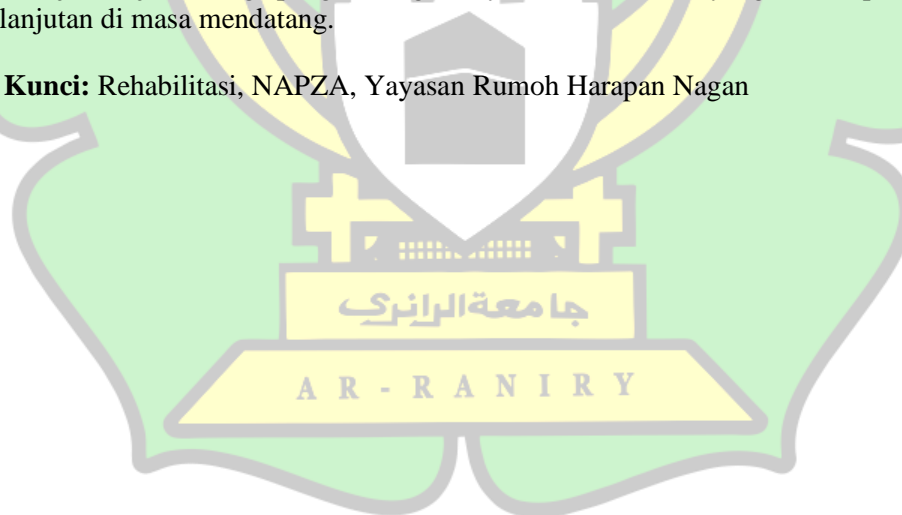 lanjutan di masa mendatang.
Kunci: Rehabilitasi, NAPZA, Yayasan Rumoh Harapan Nagan
جامعةالرانري
AR-RANIRY